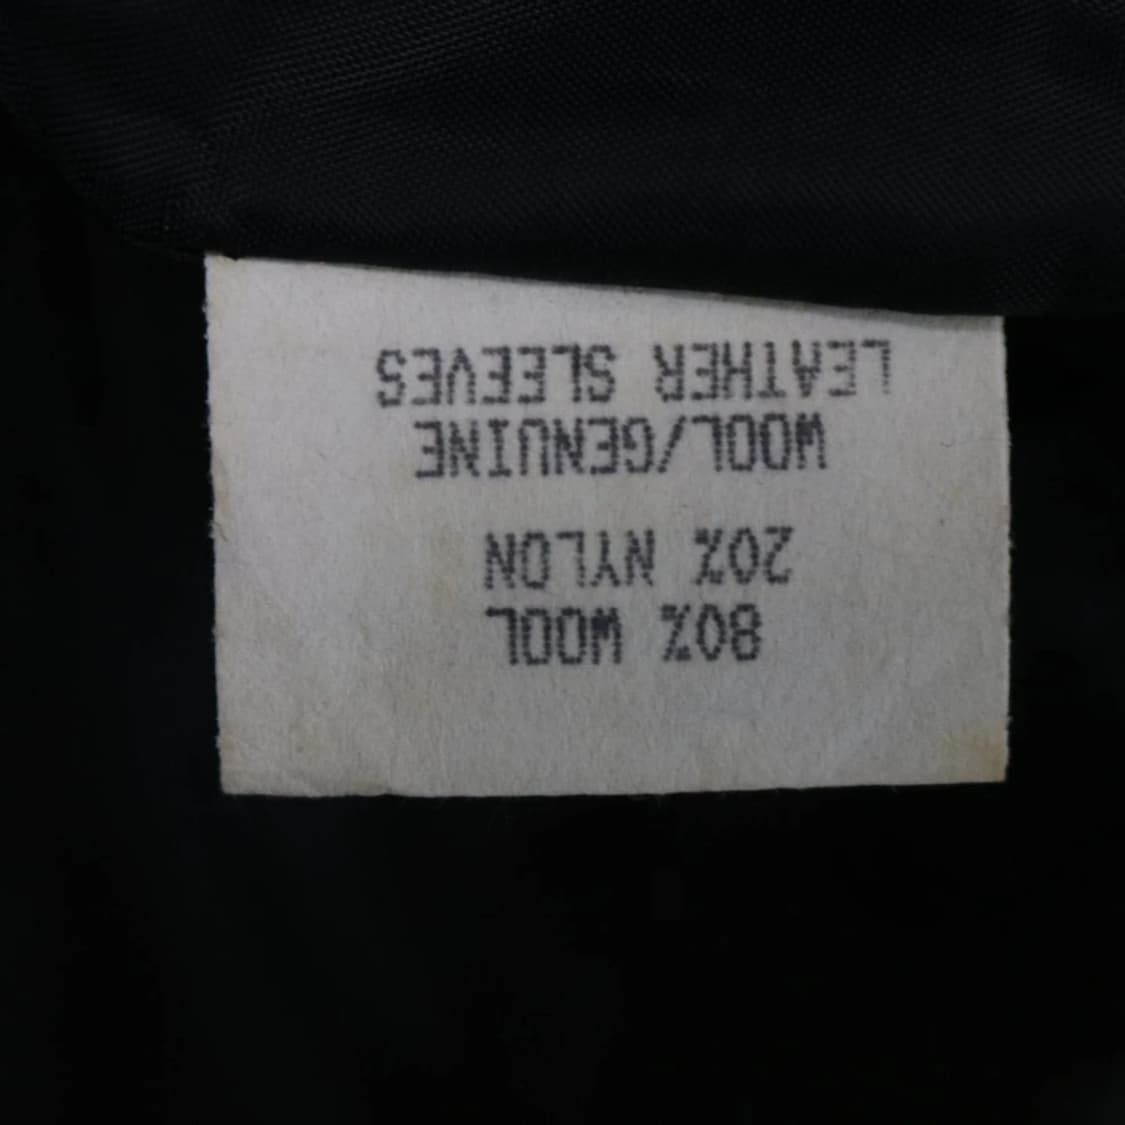 80% WOOL
20% NYLON
WOOL/GENUINE
LEATHER SLEEVES